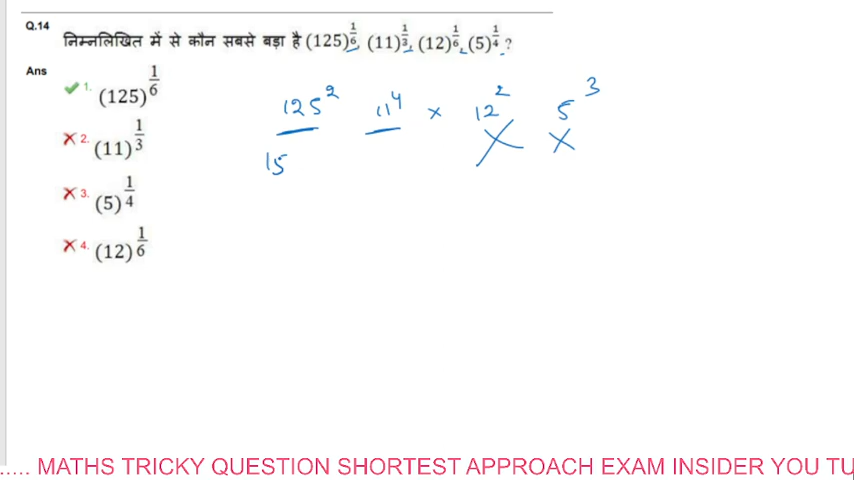 Q.14 निम्नलिखित में से कौन सबसे बड़ा है (125)^{1/6}, (11)^{1/3}, (12)^{1/6}, (5)^{1/4} ?
Ans
1. (125)^{1/6}
2. (11)^{1/3}
3. (5)^{1/4}
4. (12)^{1/6}
125² 11⁴ × 12² 5³
15
..... MATHS TRICKY QUESTION SHORTEST APPROACH EXAM INSIDER YOU TU